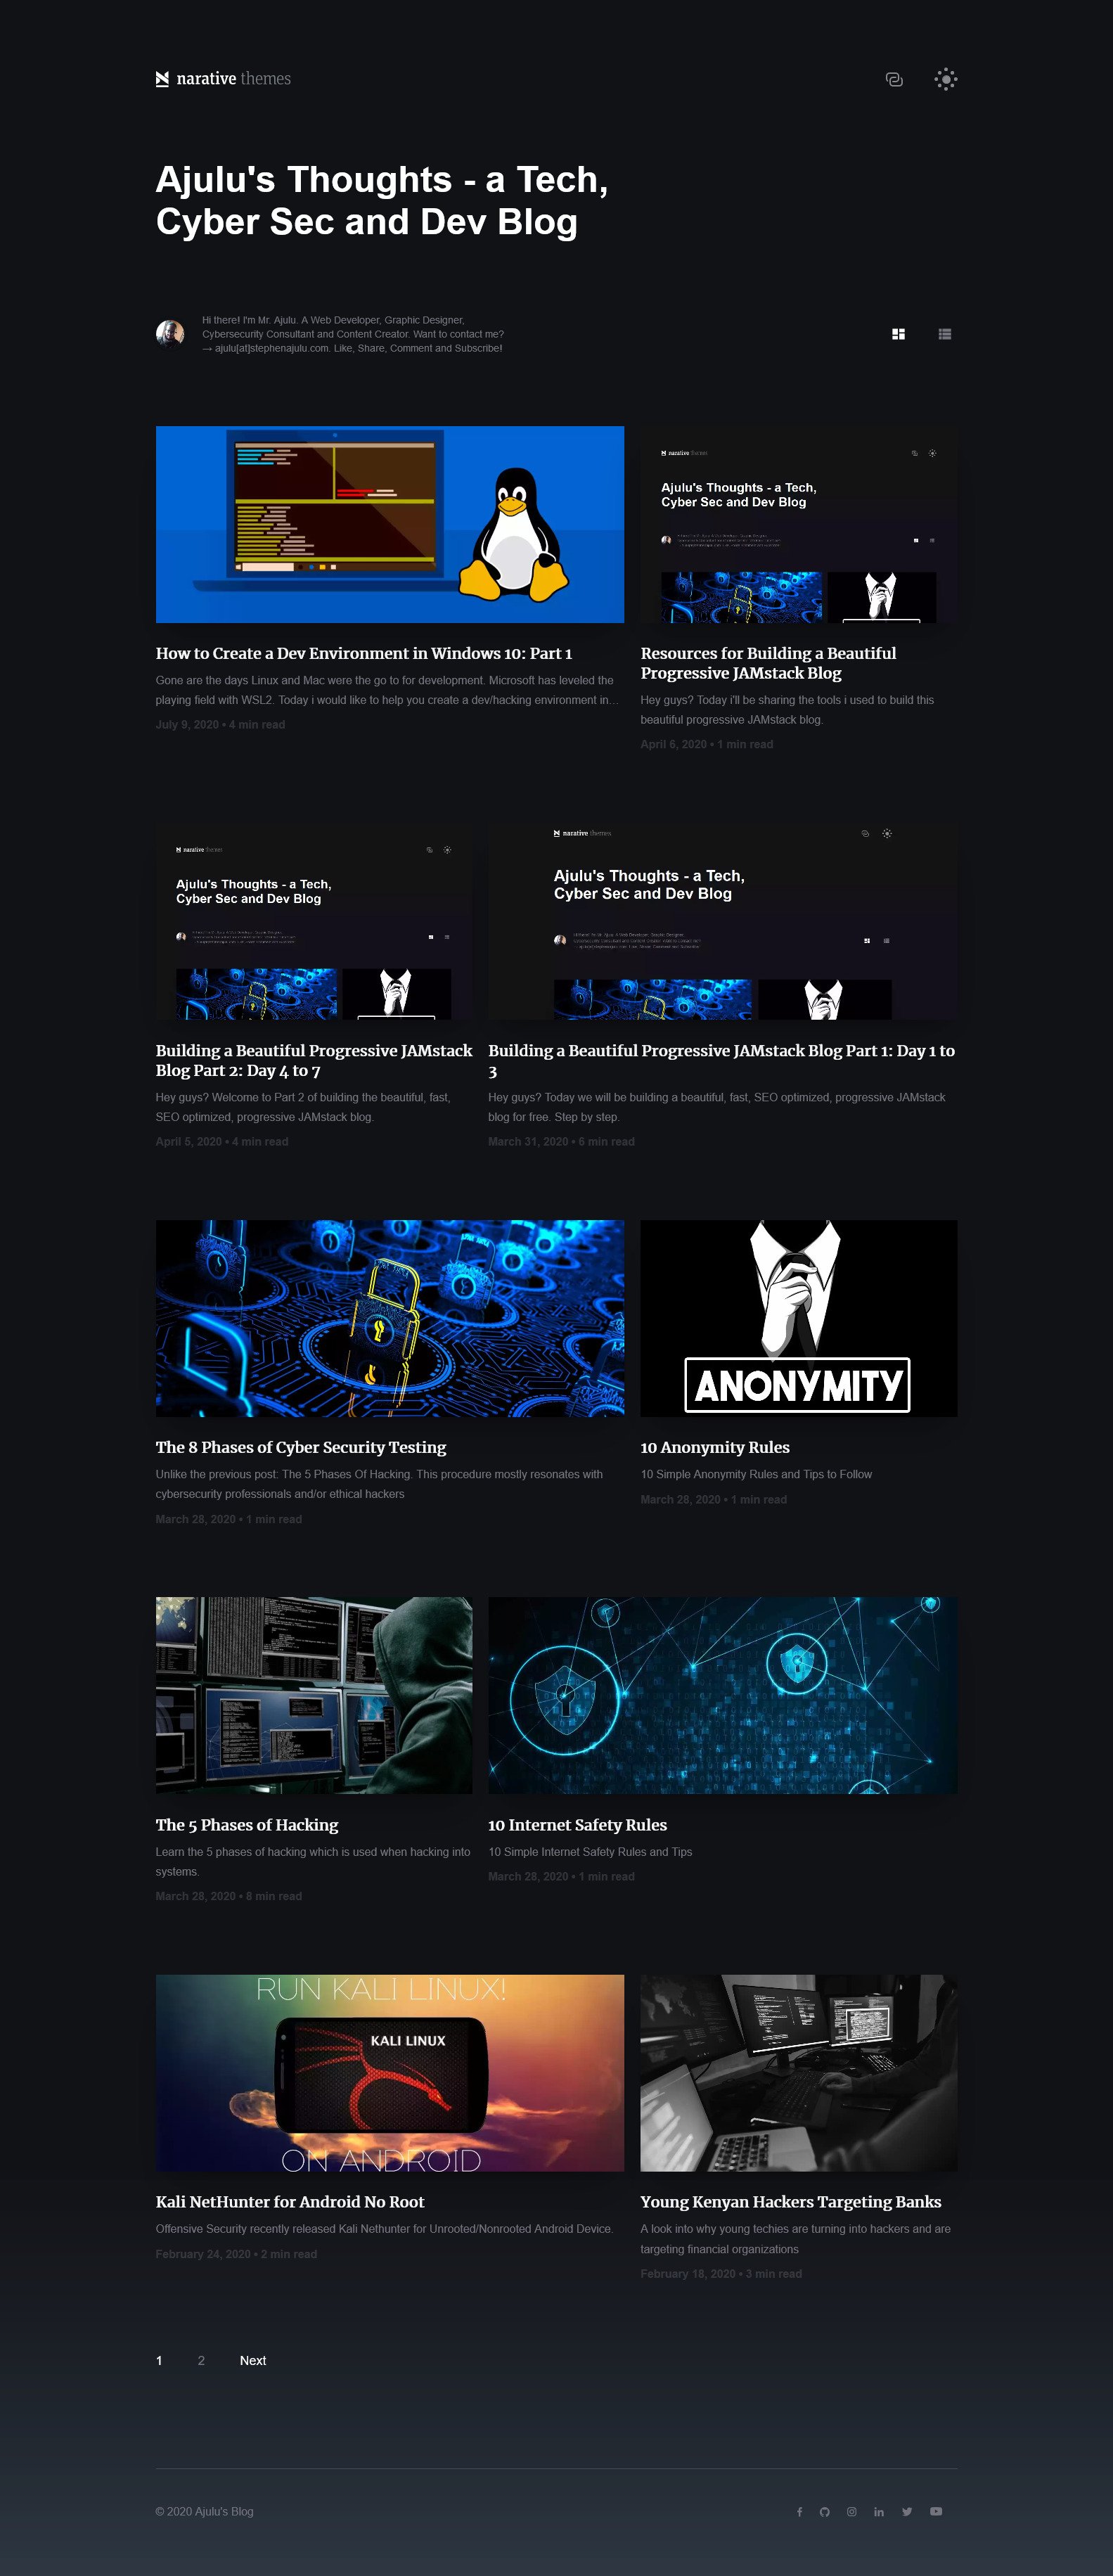 narative themes
Ajulu's Thoughts - a Tech,
Cyber Sec and Dev Blog
Hi there! I'm Mr. Ajulu. A Web Developer, Graphic Designer,
Cybersecurity Consultant and Content Creator. Want to contact me?
→ ajulu[at]stephenajulu.com. Like, Share, Comment and Subscribe!
narative themes
Ajulu's Thoughts - a Tech,
Cyber Sec and Dev Blog
How to Create a Dev Environment in Windows 10: Part 1
Gone are the days Linux and Mac were the go to for development. Microsoft has leveled the
playing field with WSL2. Today i would like to help you create a dev/hacking environment in…
July 9, 2020 • 4 min read
Resources for Building a Beautiful
Progressive JAMstack Blog
Hey guys? Today i'll be sharing the tools i used to build this
beautiful progressive JAMstack blog.
April 6, 2020 • 1 min read
narative themes
Ajulu's Thoughts - a Tech,
Cyber Sec and Dev Blog
narative themes
Ajulu's Thoughts - a Tech,
Cyber Sec and Dev Blog
Building a Beautiful Progressive JAMstack
Blog Part 2: Day 4 to 7
Hey guys? Welcome to Part 2 of building the beautiful, fast,
SEO optimized, progressive JAMstack blog.
April 5, 2020 • 4 min read
Building a Beautiful Progressive JAMstack Blog Part 1: Day 1 to
3
Hey guys? Today we will be building a beautiful, fast, SEO optimized, progressive JAMstack
blog for free. Step by step.
March 31, 2020 • 6 min read
ANONYMITY
The 8 Phases of Cyber Security Testing
Unlike the previous post: The 5 Phases Of Hacking. This procedure mostly resonates with
cybersecurity professionals and/or ethical hackers
March 28, 2020 • 1 min read
10 Anonymity Rules
10 Simple Anonymity Rules and Tips to Follow
March 28, 2020 • 1 min read
The 5 Phases of Hacking
Learn the 5 phases of hacking which is used when hacking into
systems.
March 28, 2020 • 8 min read
10 Internet Safety Rules
10 Simple Internet Safety Rules and Tips
March 28, 2020 • 1 min read
RUN KALI LINUX!
KALI LINUX
ON ANDROID
Kali NetHunter for Android No Root
Offensive Security recently released Kali Nethunter for Unrooted/Nonrooted Android Device.
February 24, 2020 • 2 min read
Young Kenyan Hackers Targeting Banks
A look into why young techies are turning into hackers and are
targeting financial organizations
February 18, 2020 • 3 min read
1 2 Next
© 2020 Ajulu's Blog